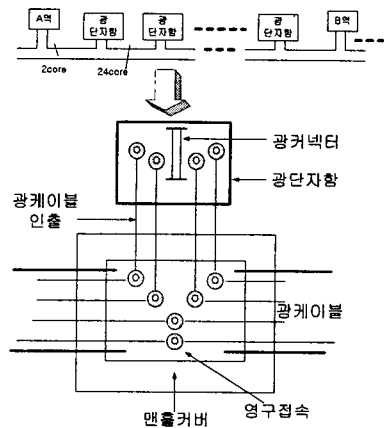 A역
광
단자함
광
단자함
광
단자함
B역
2core
24core
광커넥터
광단자함
광케이블
인출
광케이블
맨홀커버
영구접속